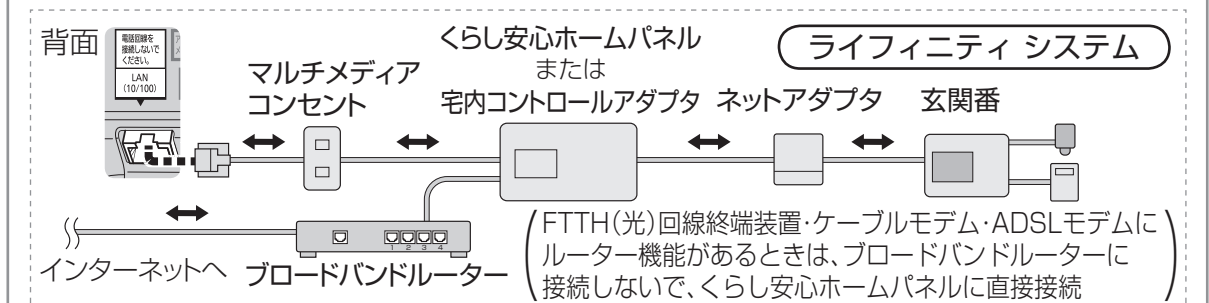 背面
電話回線を
接続しないで
ください。
LAN
(10/100)
マルチメディア
コンセント
くらし安心ホームパネル
または
宅内コントロールアダプタ
ネットアダプタ
玄関番
ライフィニティ システム
インターネットへ
ブロードバンドルーター
1 2 3 4
FTTH(光)回線終端装置・ケーブルモデム・ADSLモデムに
ルーター機能があるときは、ブロードバンドルーターに
接続しないで、くらし安心ホームパネルに直接接続